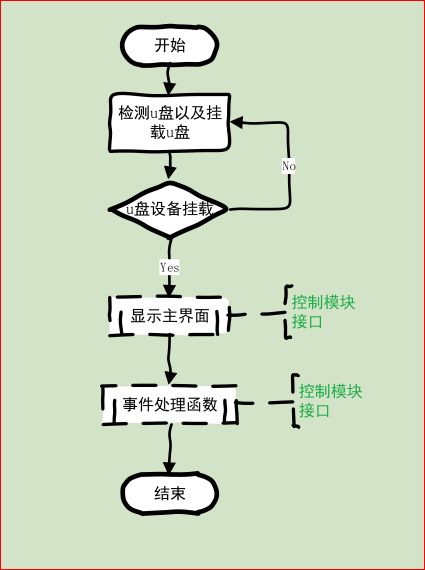 开始
检测u盘以及挂
载u盘
No
u盘设备挂载
Yes
显示主界面
控制模块
接口
事件处理函数
控制模块
接口
结束